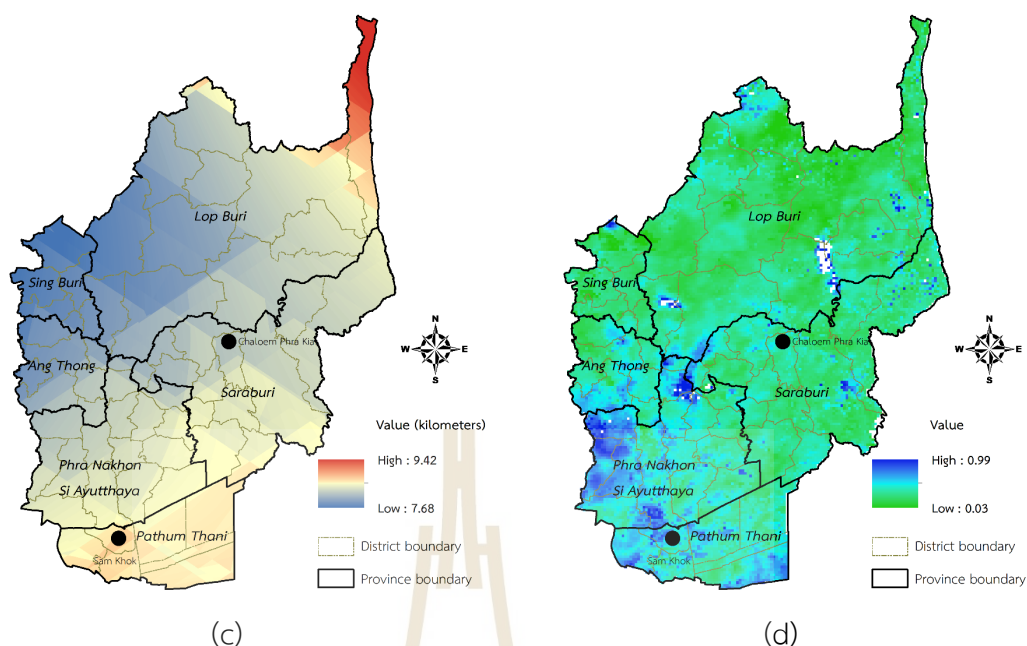 Lop Buri
Sing Buri
Chaloem Phra Kia
Ang Thong
Saraburi
Phra Nakhon
Si Ayutthaya
Pathum Thani
Sam Khok
N
W E
S
Value (kilometers)
High : 9.42
Low : 7.68
District boundary
Province boundary
(c)
Lop Buri
Sing Buri
Chaloem Phra Kia
Ang Thong
Saraburi
Phra Nakhon
Si Ayutthaya
Pathum Thani
Sam Khok
N
W E
S
Value
High : 0.99
Low : 0.03
District boundary
Province boundary
(d)